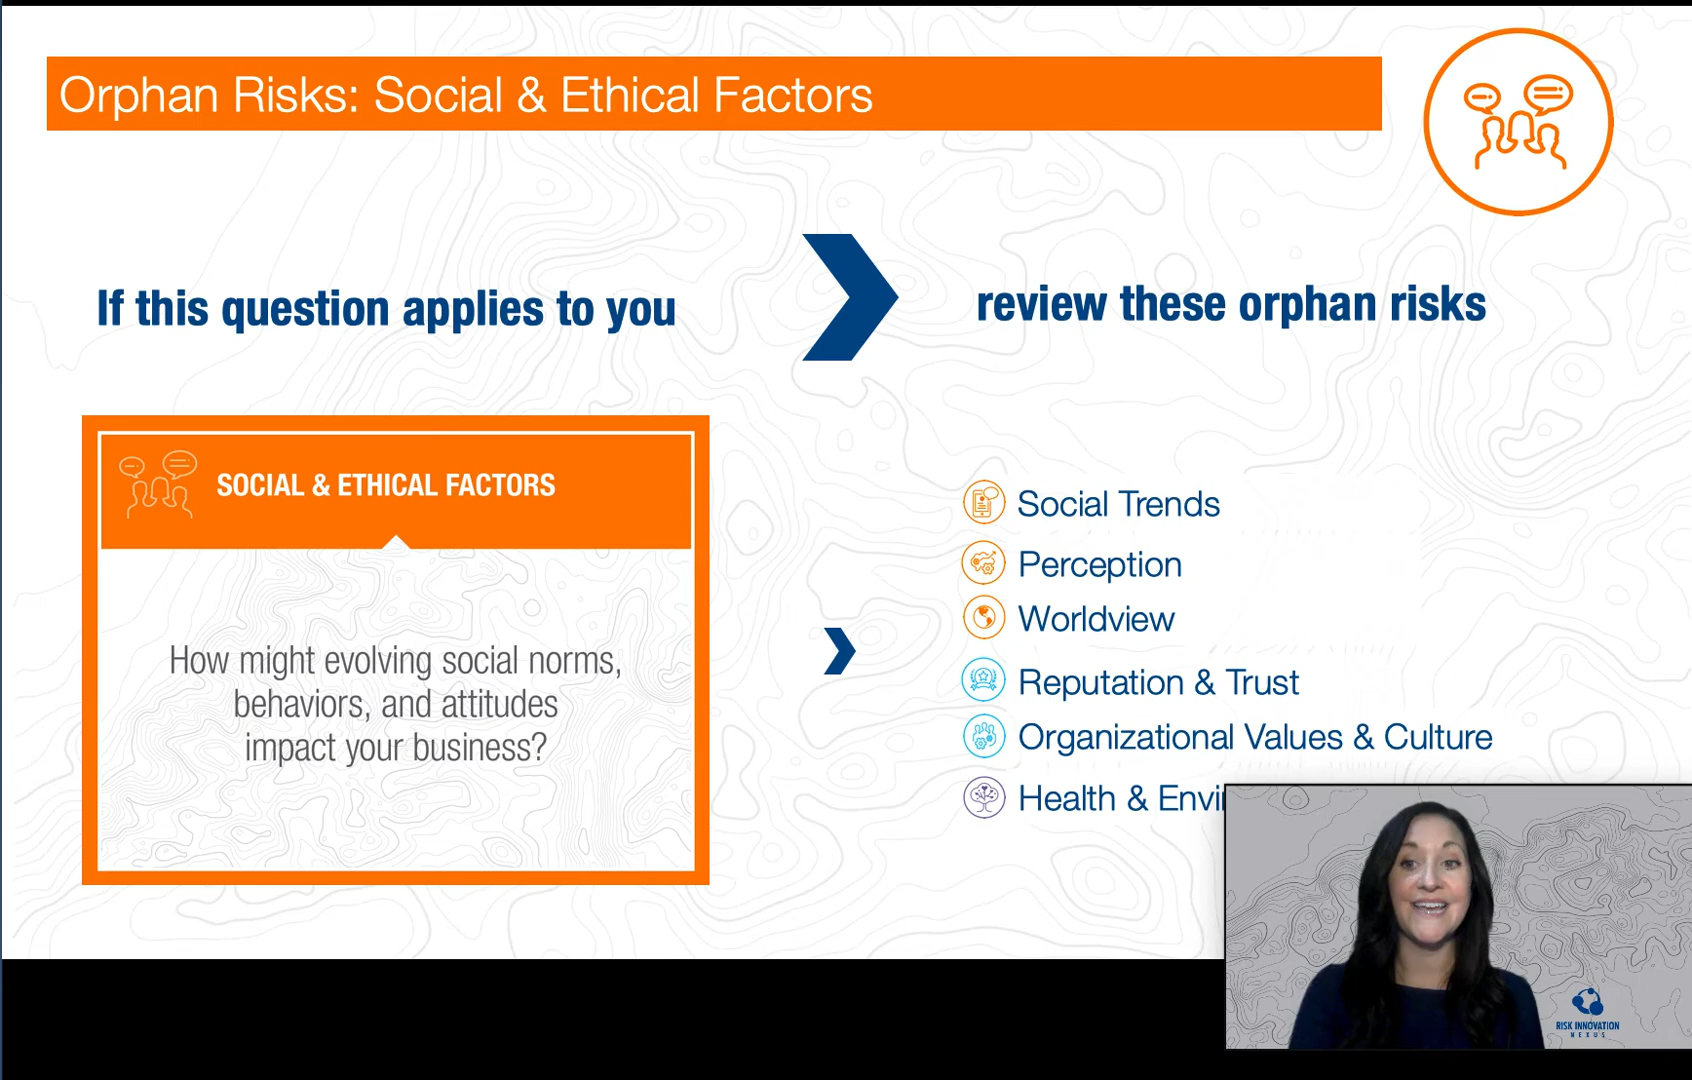 Orphan Risks: Social & Ethical Factors
If this question applies to you
review these orphan risks
SOCIAL & ETHICAL FACTORS
How might evolving social norms,
behaviors, and attitudes
impact your business?
Social Trends
Perception
Worldview
Reputation & Trust
Organizational Values & Culture
Health &
RISK INNOVATION
NEXUS